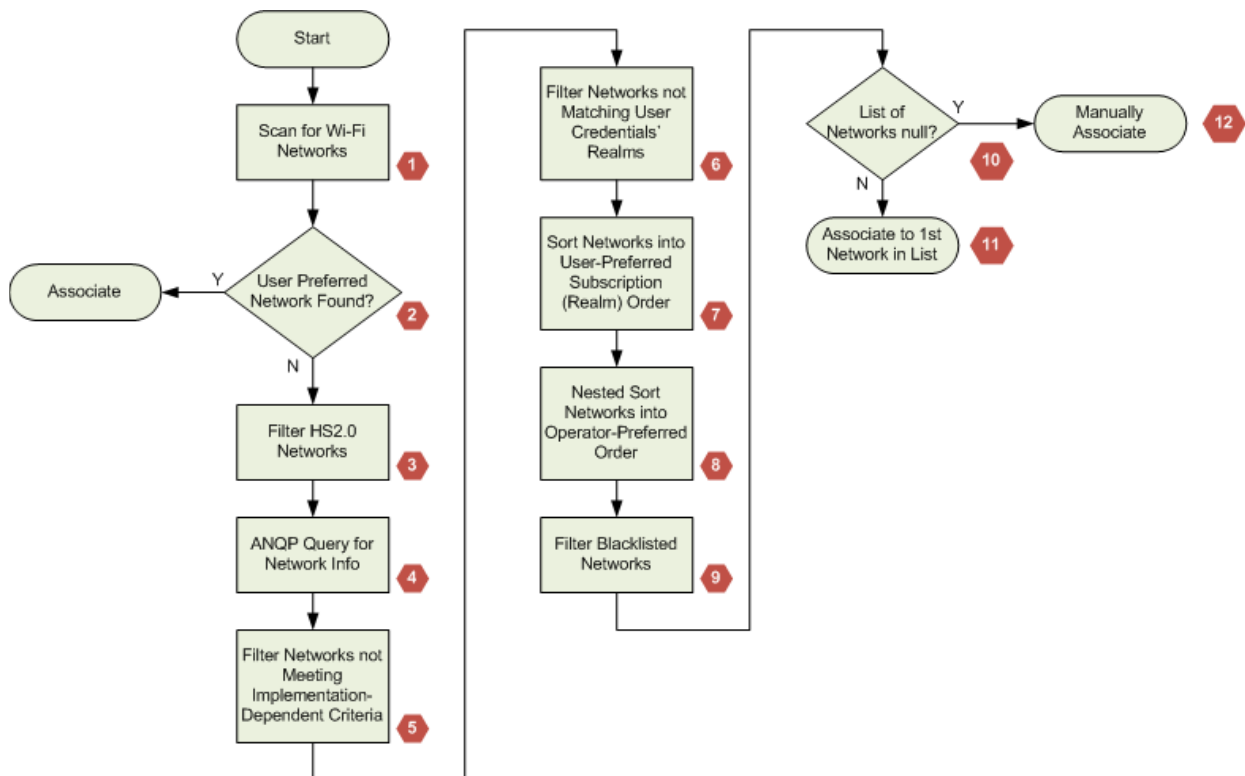 Start
Scan for Wi-Fi
Networks
1
User Preferred
Network Found?
2
Y
Associate
N
Filter HS2.0
Networks
3
ANQP Query for
Network Info
4
Filter Networks not
Meeting
Implementation-
Dependent Criteria
5
Filter Networks not
Matching User
Credentials'
Realms
6
Sort Networks into
User-Preferred
Subscription
(Realm) Order
7
Nested Sort
Networks into
Operator-Preferred
Order
8
Filter Blacklisted
Networks
9
List of
Networks null?
Y
10
N
Associate to 1st
Network in List
11
Manually
Associate
12